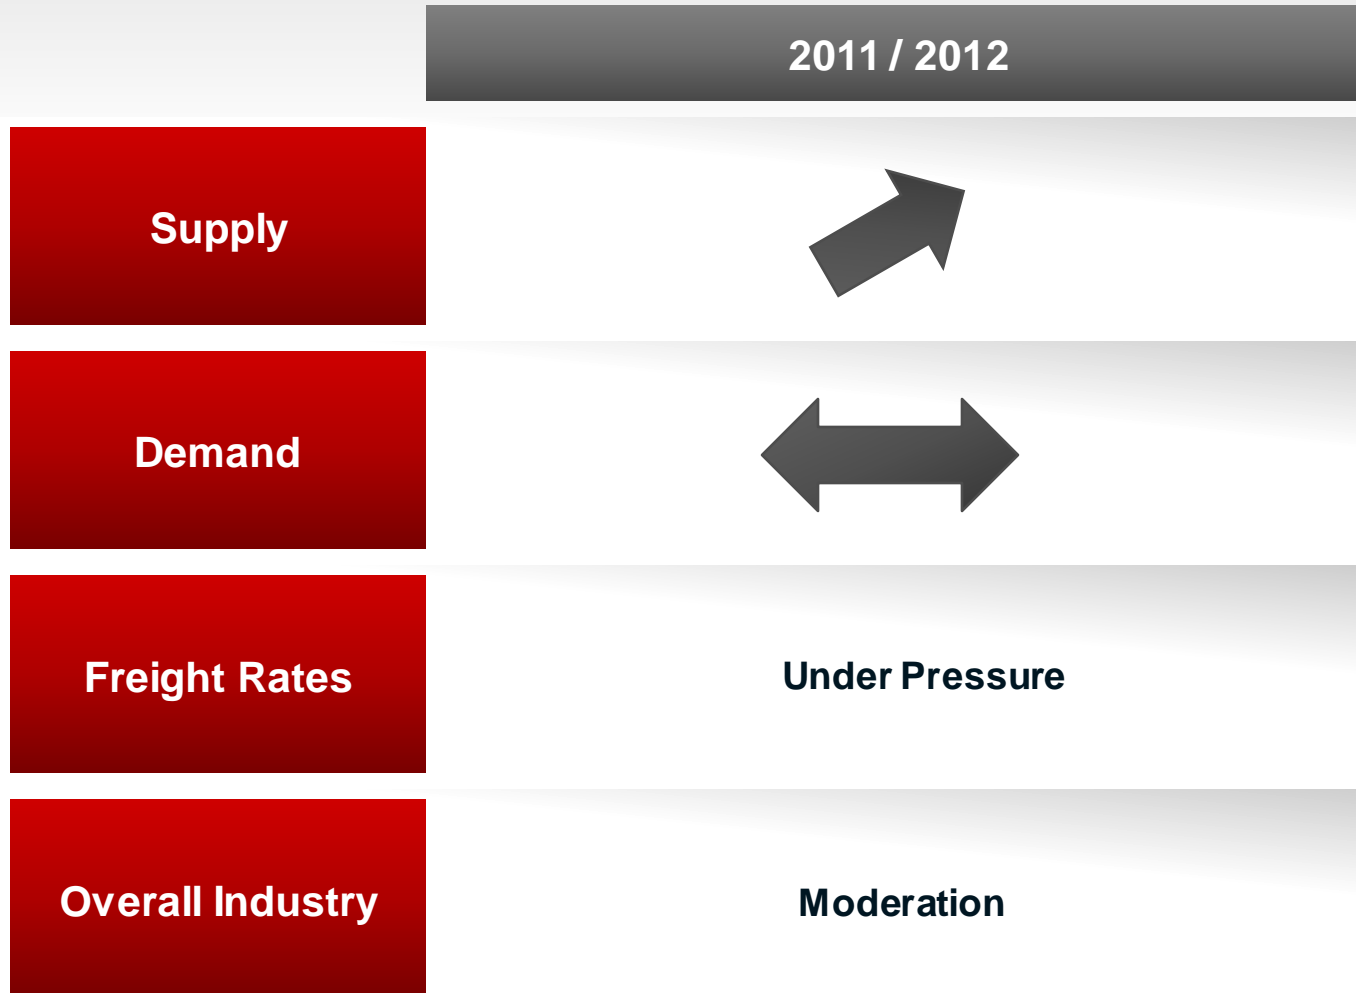 2011 / 2012
Supply
Demand
Freight Rates
Under Pressure
Overall Industry
Moderation